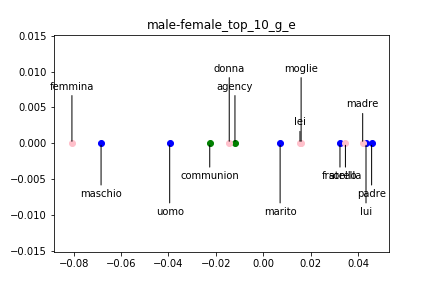 male-female_top_10_g_e
0.015
0.010
0.005
0.000
−0.005
−0.010
−0.015
donna
moglie
femmina
agency
madre
lei
communion
maschio
padre
uomo
marito
lui
−0.08
−0.06
−0.04
−0.02
0.00
0.02
0.04